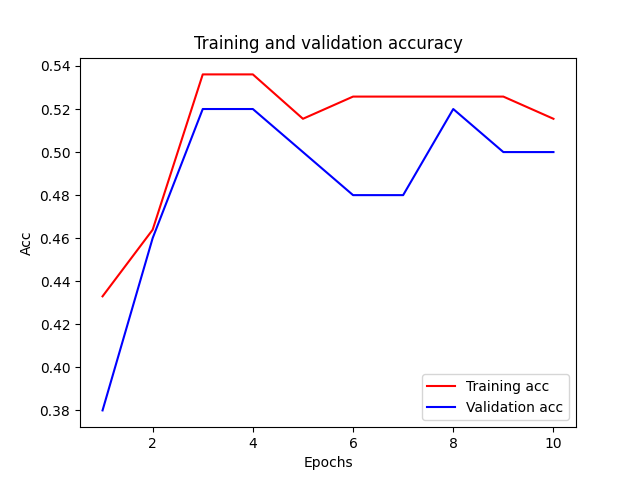 Training and validation accuracy
0.54
0.52
0.50
0.48
0.46
0.44
0.42
0.40
0.38
Acc
Training acc
Validation acc
2 4 6 8 10
Epochs